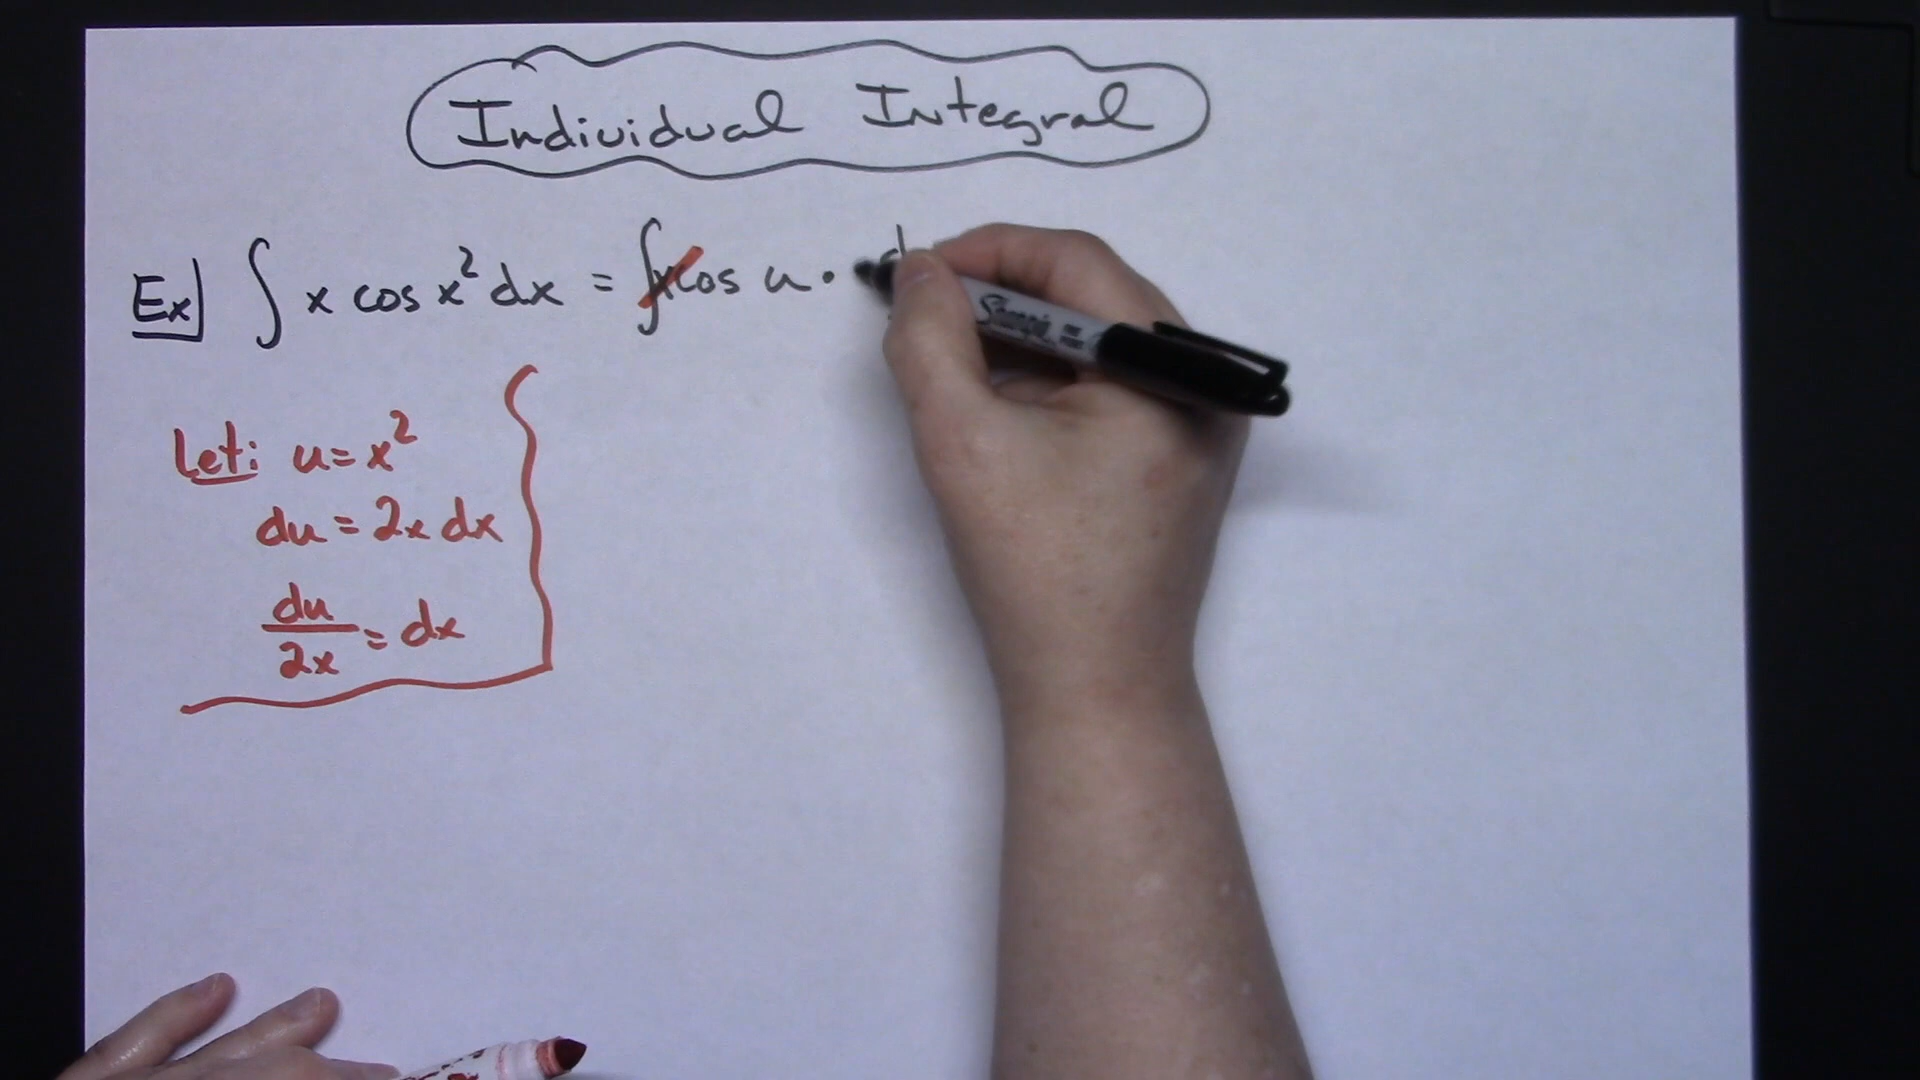 Individual Integral
Ex ∫ x cos x² dx = ∫ x cos u · d
Let: u = x²
du = 2x dx
du/2x = dx
Sharpie